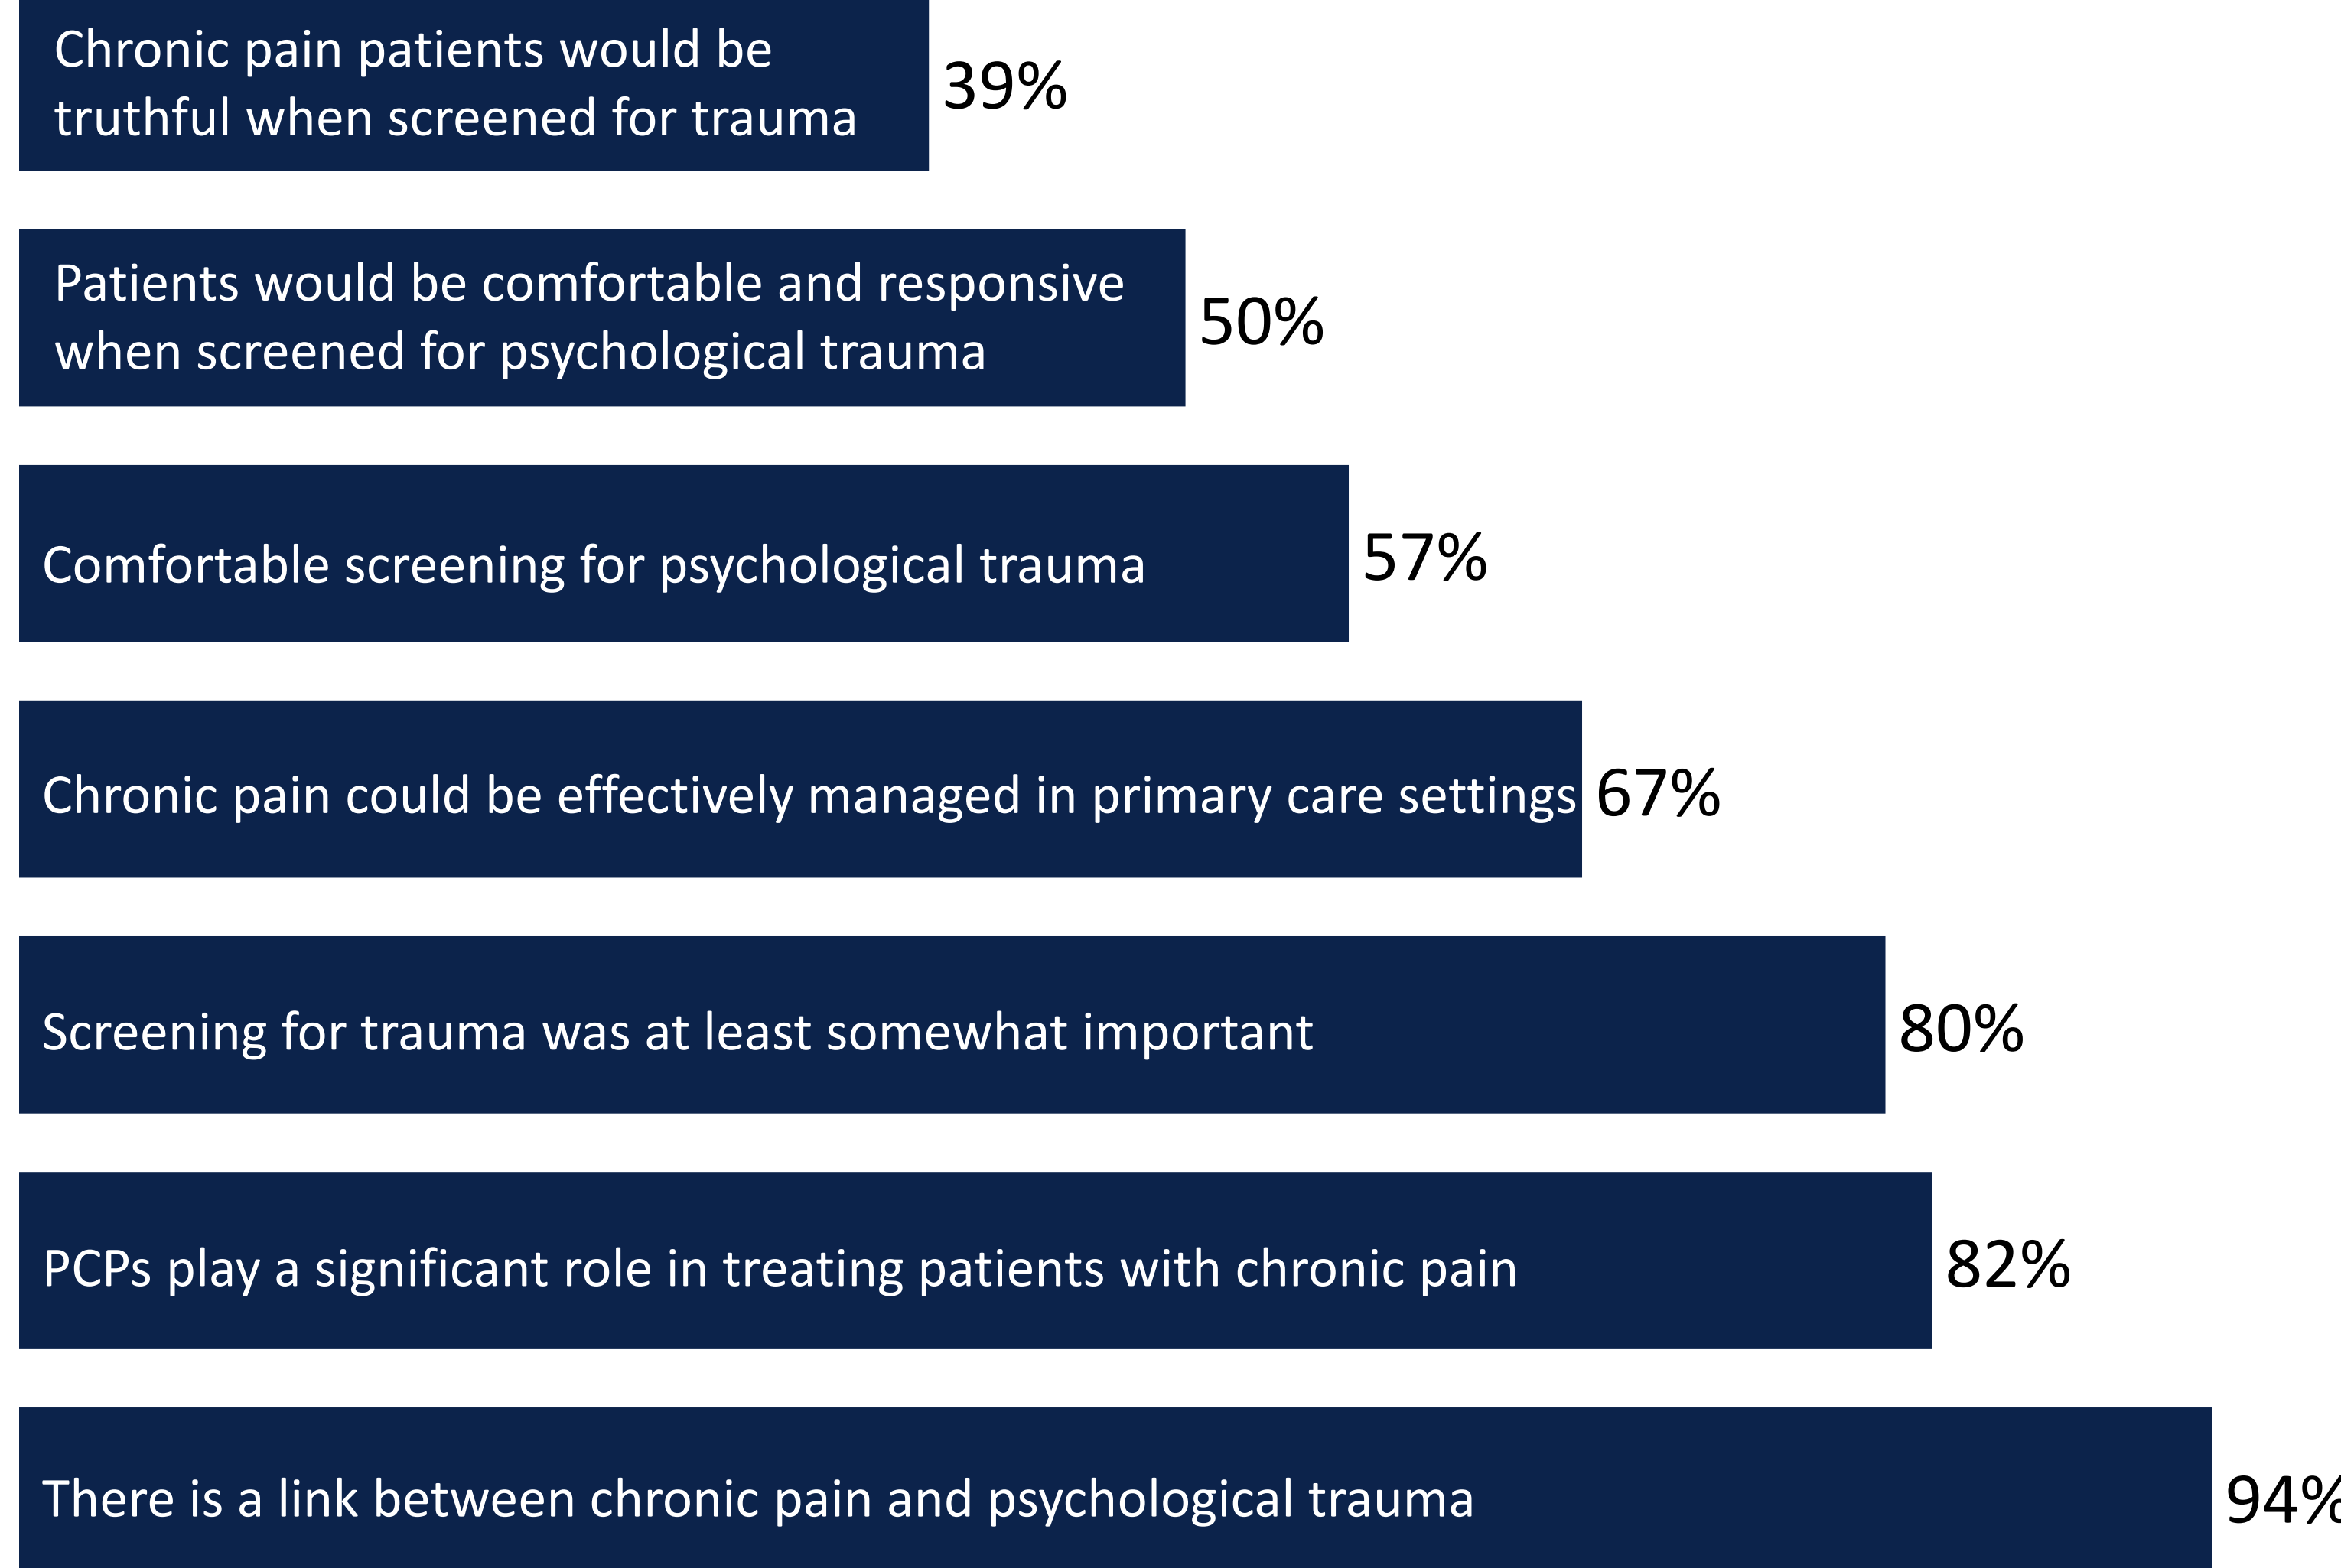 Chronic pain patients would be
truthful when screened for trauma
39%
Patients would be comfortable and responsive
when screened for psychological trauma
50%
Comfortable screening for psychological trauma
57%
Chronic pain could be effectively managed in primary care settings
67%
Screening for trauma was at least somewhat important
80%
PCPs play a significant role in treating patients with chronic pain
82%
There is a link between chronic pain and psychological trauma
94%